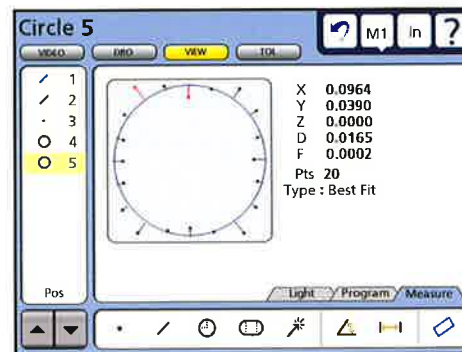 Circle 5
M1 in ?
VIDEO DRO VIEW TOL
1
2
3
4
5
X 0.0964
Y 0.0390
Z 0.0000
D 0.0165
F 0.0002
Pts 20
Type : Best Fit
Pos
Light Program Measure